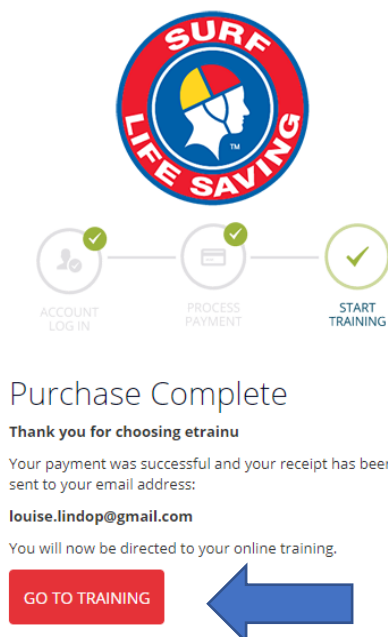 SURF
LIFE SAVING
TM
ACCOUNT
LOG IN
PROCESS
PAYMENT
START
TRAINING
Purchase Complete
Thank you for choosing etrainu
Your payment was successful and your receipt has been
sent to your email address:
louise.lindop@gmail.com
You will now be directed to your online training.
GO TO TRAINING